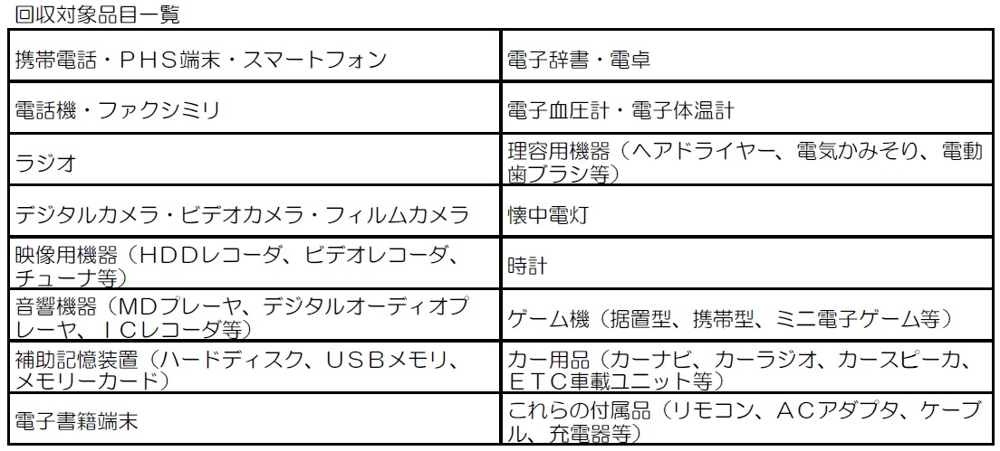 回収対象品目一覧
携帯電話・ＰＨＳ端末・スマートフォン
電子辞書・電卓
電話機・ファクシミリ
電子血圧計・電子体温計
ラジオ
理容用機器（ヘアドライヤー、電気かみそり、電動
歯ブラシ等）
デジタルカメラ・ビデオカメラ・フィルムカメラ
懐中電灯
映像用機器（ＨＤＤレコーダ、ビデオレコーダ、
チューナ等）
時計
音響機器（ＭＤプレーヤ、デジタルオーディオプ
レーヤ、ＩＣレコーダ等）
ゲーム機（据置型、携帯型、ミニ電子ゲーム等）
補助記憶装置（ハードディスク、ＵＳＢメモリ、
メモリーカード）
カー用品（カーナビ、カーラジオ、カースピーカ、
ＥＴＣ車載ユニット等）
電子書籍端末
これらの付属品（リモコン、ＡＣアダプタ、ケーブ
ル、充電器等）